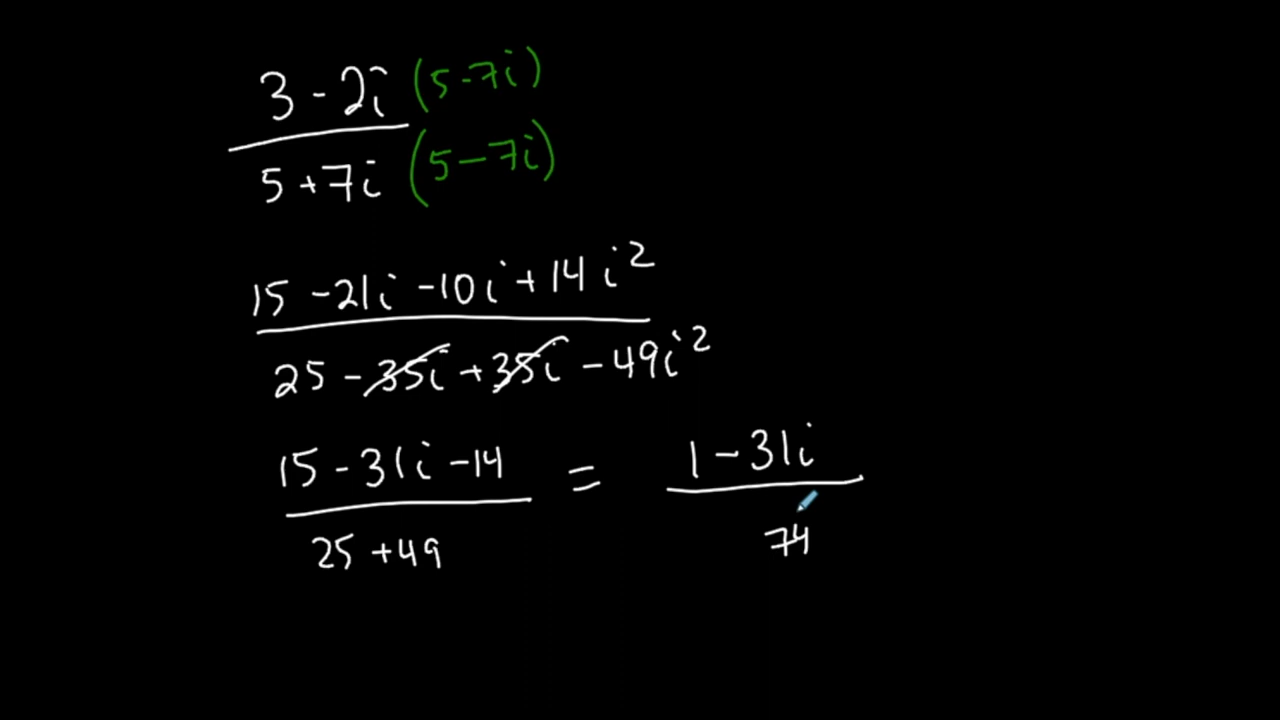 3 - 2i (5-7i)
5+7i (5-7i)
15 -21i -10i +14i²
25 -35i +35i -49i²
15 - 31i -14 = 1 - 31i
25 +49 74